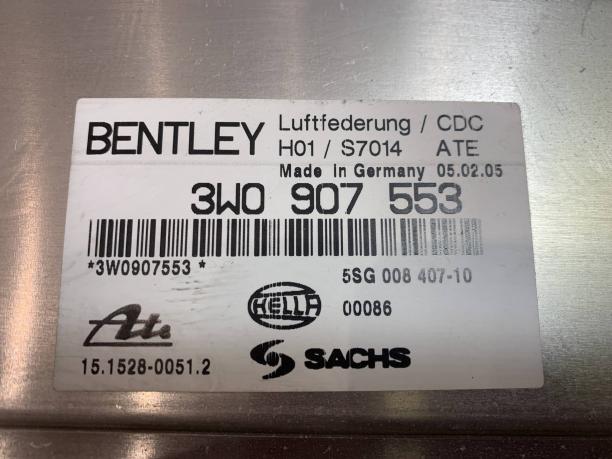 BENTLEY Luftfederung / CDC
H01 / S7014 ATE
Made in Germany 05.02.05
3W0 907 553
*3W0907553*
5SG 008 407-10
HELLA 00086
Ate
15.1528-0051.2
SACHS